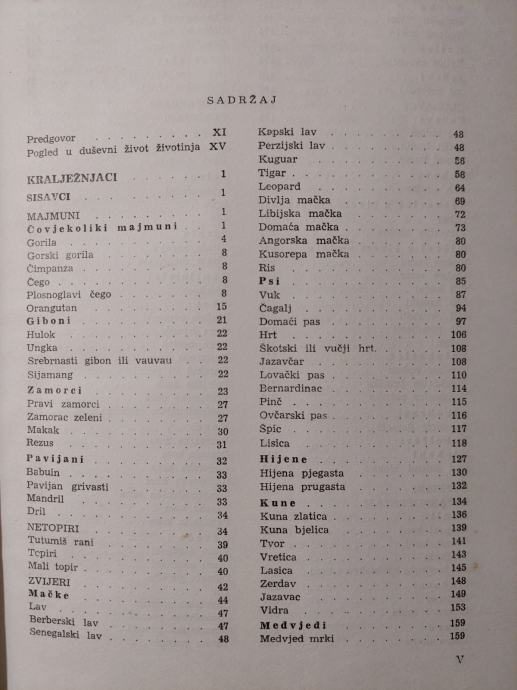 SADRŽAJ
Predgovor . . . . . . . . XI
Pogled u duševni život životinja XV
KRALJEŽNJACI . . . . . . . 1
SISAVCI . . . . . . . . . 1
MAJMUNI . . . . . . . . . 1
Čovjekoliki majmuni . . . . 1
Gorila . . . . . . . . . 4
Gorski gorila . . . . . . . 8
Čimpanza . . . . . . . . 8
Čego . . . . . . . . . . 8
Plosnoglavi čego . . . . . . 8
Orangutan . . . . . . . . 15
Giboni . . . . . . . . . 21
Hulok . . . . . . . . . 22
Ungka . . . . . . . . . 22
Srebrnasti gibon ili vauvau . . . 22
Sijamang . . . . . . . . 22
Zamorci . . . . . . . . 23
Pravi zamorci . . . . . . . 27
Zamorac zeleni . . . . . . . 27
Makak . . . . . . . . . 30
Rezus . . . . . . . . . 31
Pavijani . . . . . . . . 32
Babuin . . . . . . . . . 33
Pavijan grivasti . . . . . . 33
Mandril . . . . . . . . . 33
Dril . . . . . . . . . . 34
NETOPIRI . . . . . . . . 34
Tutumiš rani . . . . . . . 39
Topiri . . . . . . . . . 40
Mali topir . . . . . . . . 40
ZVIJERI . . . . . . . . . 42
Mačke . . . . . . . . . 44
Lav . . . . . . . . . . 47
Berberski lav . . . . . . . 47
Senegalski lav . . . . . . . 48
Kapski lav . . . . . . . . 48
Perzijski lav . . . . . . . . 48
Kuguar . . . . . . . . . 56
Tigar . . . . . . . . . . 58
Leopard . . . . . . . . . 64
Divlja mačka . . . . . . . 69
Libijska mačka . . . . . . . 72
Domaća mačka . . . . . . . 73
Angorska mačka . . . . . . 80
Kusorepa mačka . . . . . . 80
Ris . . . . . . . . . . 80
Psi . . . . . . . . . . 85
Vuk . . . . . . . . . . 87
Čagalj . . . . . . . . . 94
Domaći pas . . . . . . . . 97
Hrt . . . . . . . . . . 106
Škotski ili vučji hrt. . . . . . 108
Jazavčar . . . . . . . . 108
Lovački pas . . . . . . . . 110
Bernardinac . . . . . . . . 114
Pinč . . . . . . . . . . 115
Ovčarski pas . . . . . . . . 116
Špic . . . . . . . . . . 117
Lisica . . . . . . . . . 118
Hijene . . . . . . . . . 127
Hijena pjegasta . . . . . . 130
Hijena prugasta . . . . . . 132
Kune . . . . . . . . . . 134
Kuna zlatica . . . . . . . . 136
Kuna bjelica . . . . . . . 139
Tvor . . . . . . . . . . 141
Vretica . . . . . . . . . 143
Lasica . . . . . . . . . 145
Zerdav . . . . . . . . . 148
Jazavac . . . . . . . . . 149
Vidra . . . . . . . . . . 153
Medvjedi . . . . . . . . 159
Medvjed mrki . . . . . . . 159
V